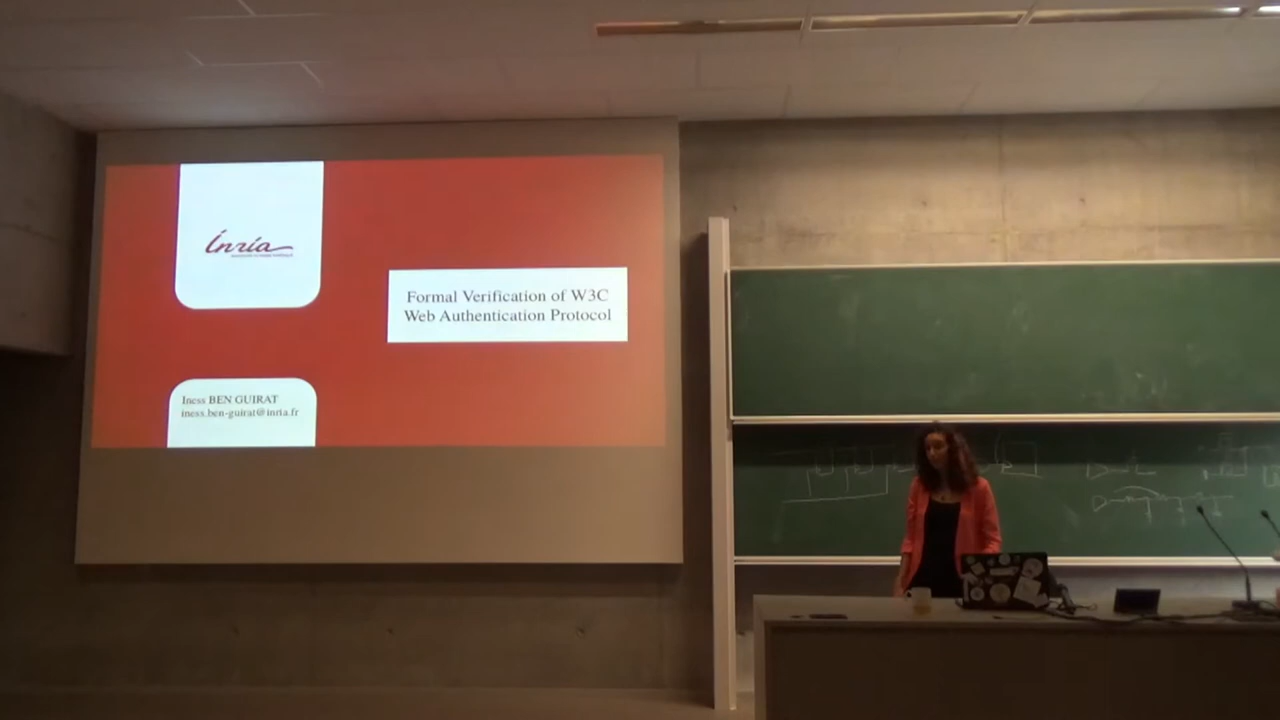 Inria
Formal Verification of W3C
Web Authentication Protocol
Iness BEN GUIRAT
iness.ben-guirat@inria.fr